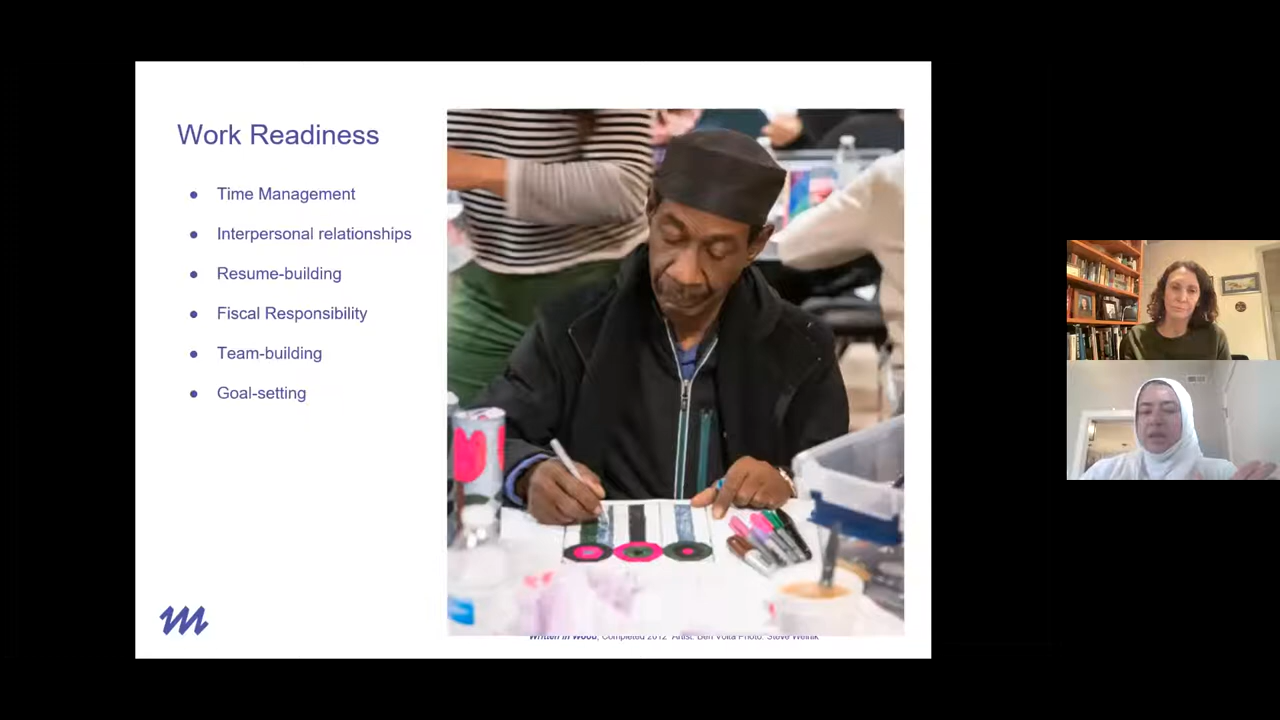 Work Readiness
● Time Management
● Interpersonal relationships
● Resume-building
● Fiscal Responsibility
● Team-building
● Goal-setting
Written in Wood, Completed 2012 Artist: Ben Volta Photo: Steve Weinik